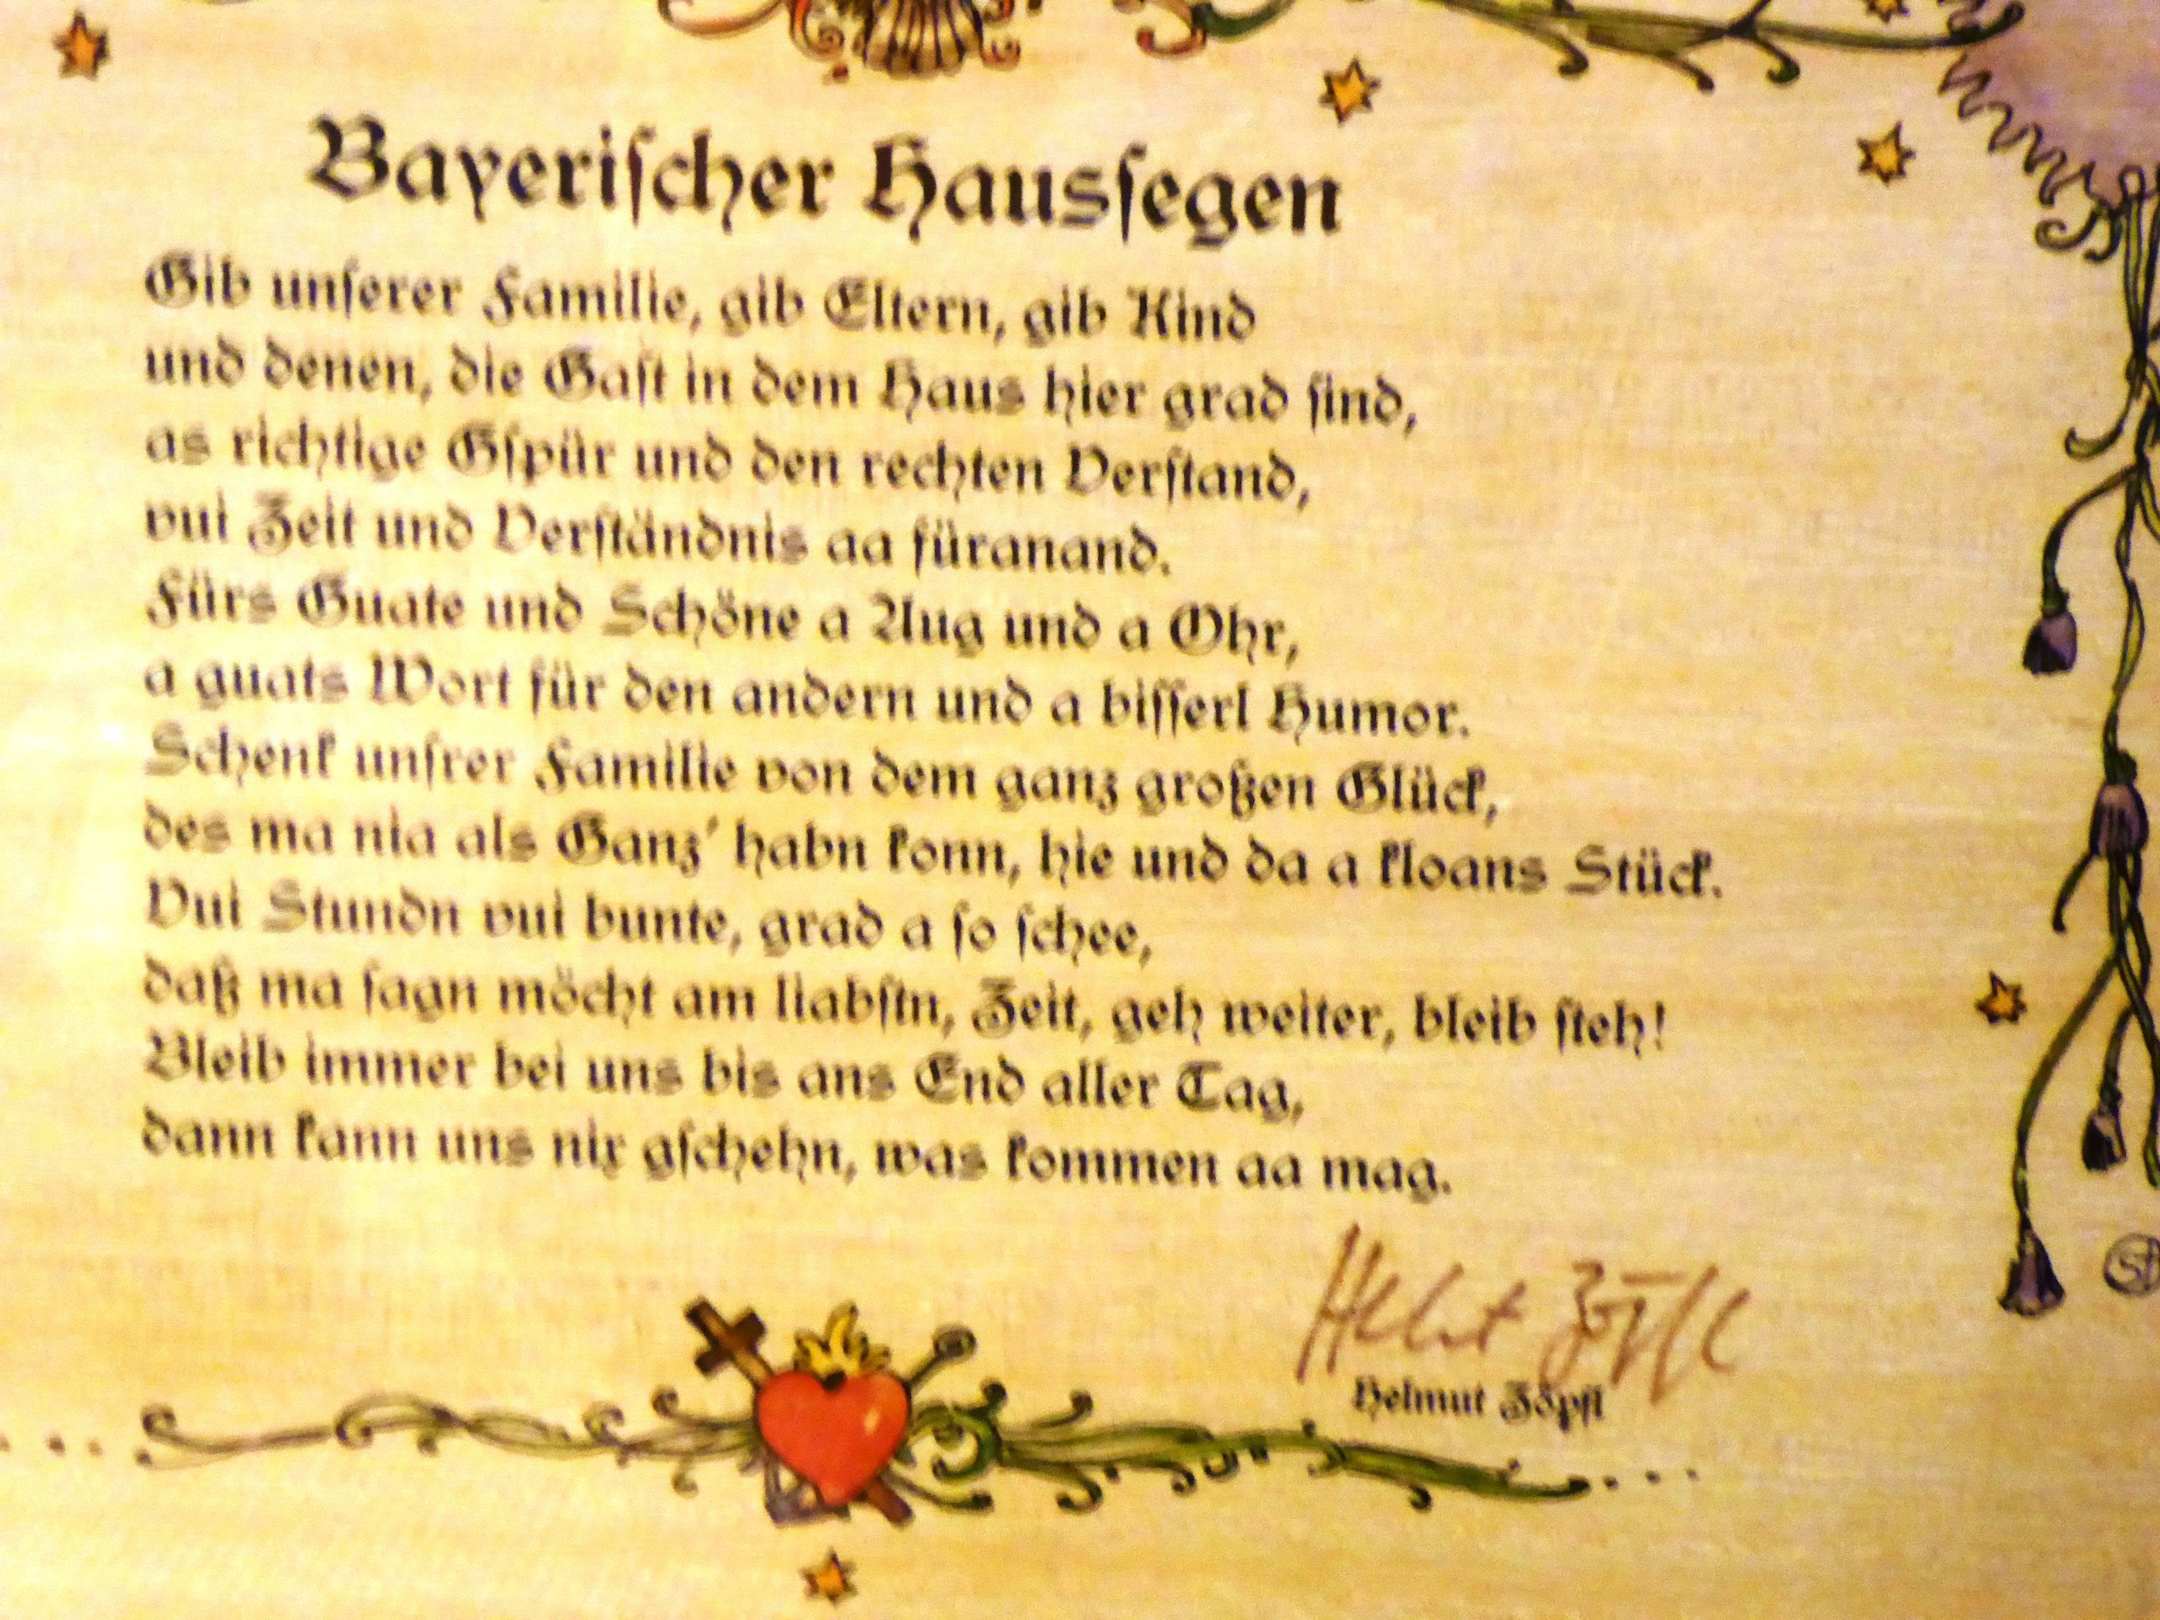 Bayerischer Haussegen
Gib unserer Familie, gib Eltern, gib Kind
und denen, die Gast in dem Haus hier grad sind,
as richtige Gspür und den rechten Verstand,
vui Zeit und Verständnis aa füranand.
Fürs Guate und Schöne a Aug und a Ohr,
a guats Wort für den andern und a bisserl Humor.
Schenk unsrer Familie von dem ganz großen Glück,
des ma nia als Ganz' habn konn, hie und da a kloans Stück.
Vui Stundn vui bunte, grad a so schee,
daß ma sagn möcht am liabstn, Zeit, geh weiter, bleib steh!
Bleib immer bei uns bis ans End aller Tag,
dann kann uns nix gschehn, was kommen aa mag.
Helmut Zöpfl
Helmut Zöpfl